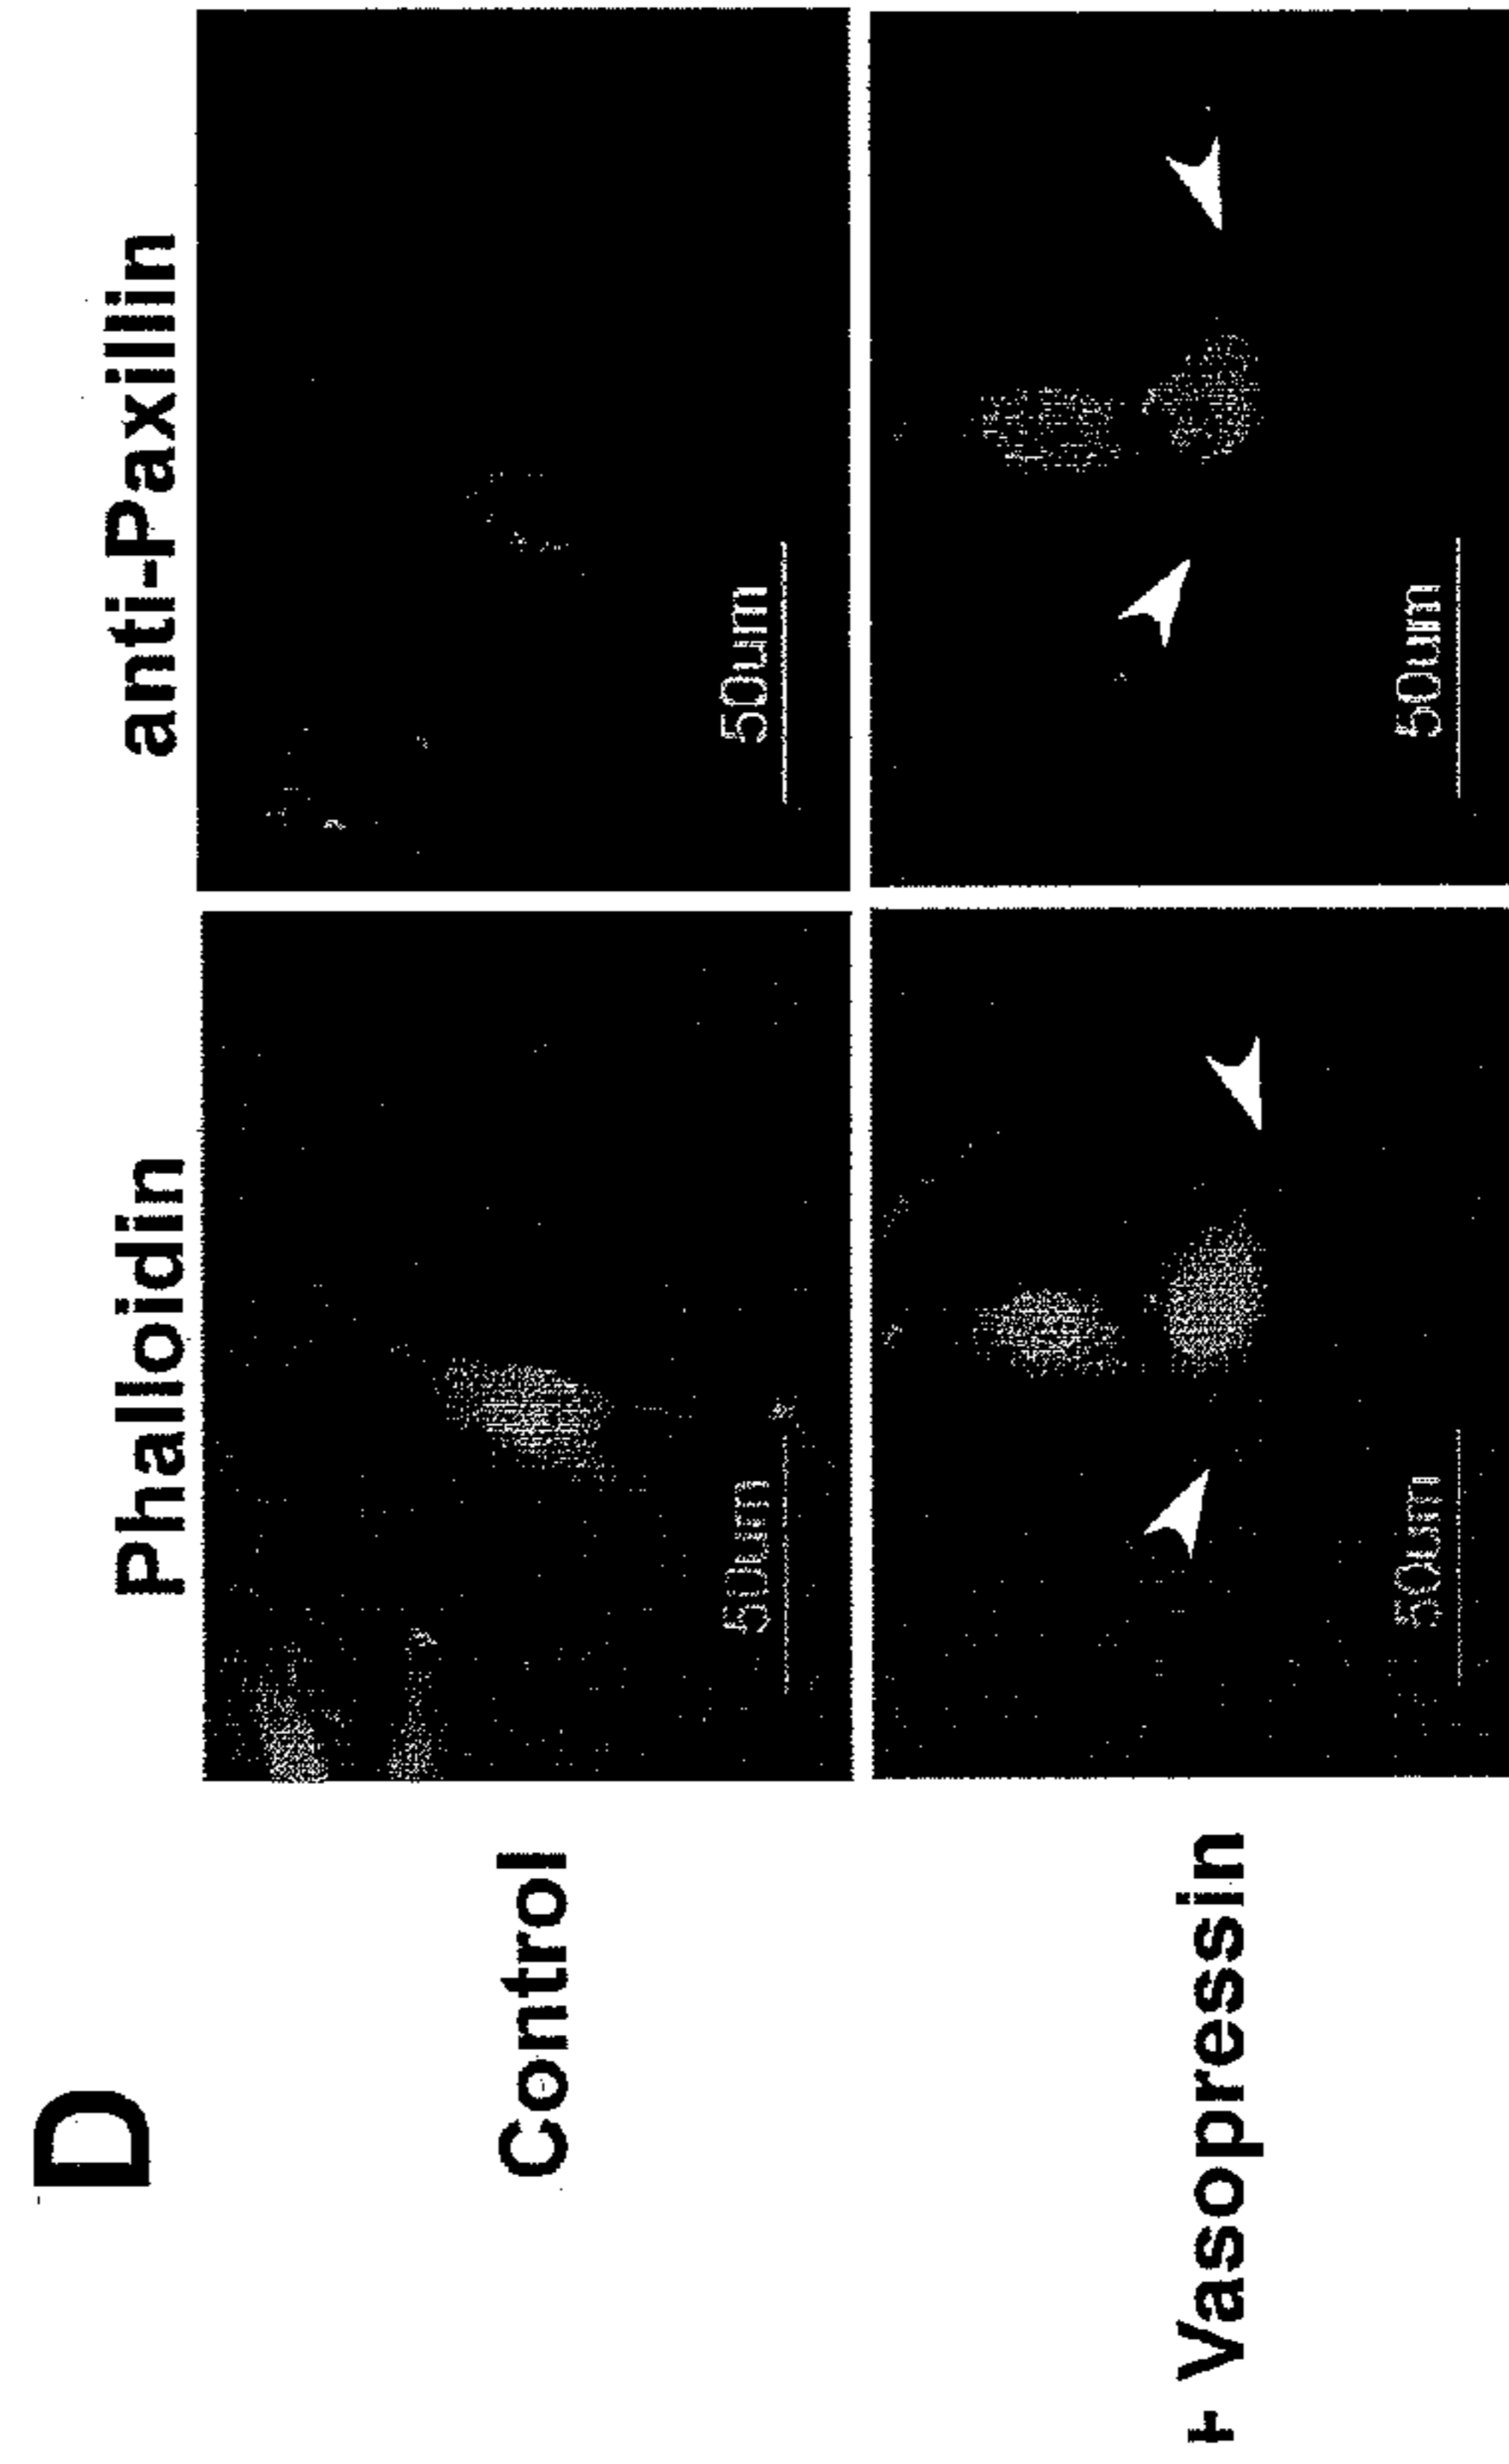 D
Phalloidin
anti-Paxillin
Control
50um
50um
+ Vasopressin
50um
50um